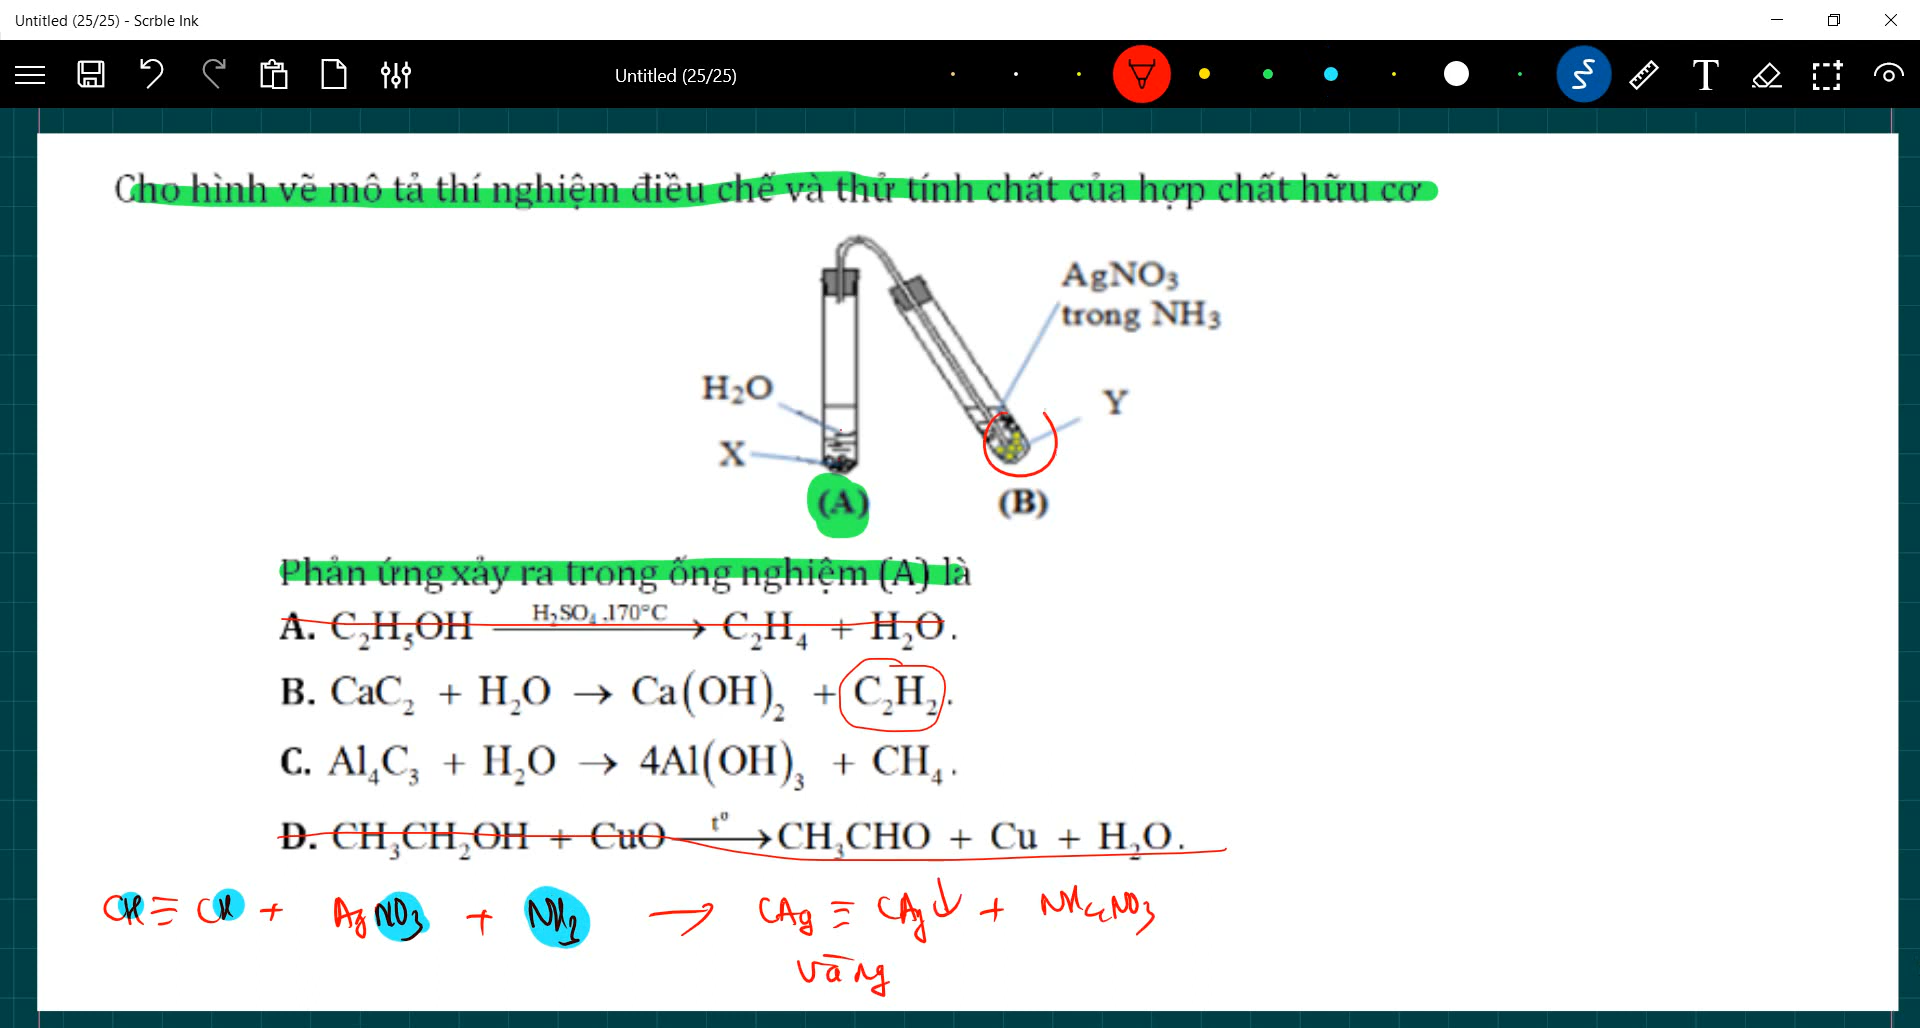 Untitled (25/25) - Scrble Ink
Untitled (25/25)
T
Cho hình vẽ mô tả thí nghiệm điều chế và thử tính chất của hợp chất hữu cơ
AgNO₃
trong NH₃
H₂O
Y
X
(A)
(B)
Phản ứng xảy ra trong ống nghiệm (A) là
A. C₂H₅OH H₂SO₄ ,170°C → C₂H₄ + H₂O.
B. CaC₂ + H₂O → Ca(OH)₂ + C₂H₂.
C. Al₄C₃ + H₂O → 4Al(OH)₃ + CH₄.
D. CH₃CH₂OH + CuO t° → CH₃CHO + Cu + H₂O.
CH ≡ CH + AgNO₃ + NH₃ → CAg ≡ CAg↓ + NH₄NO₃
vàng